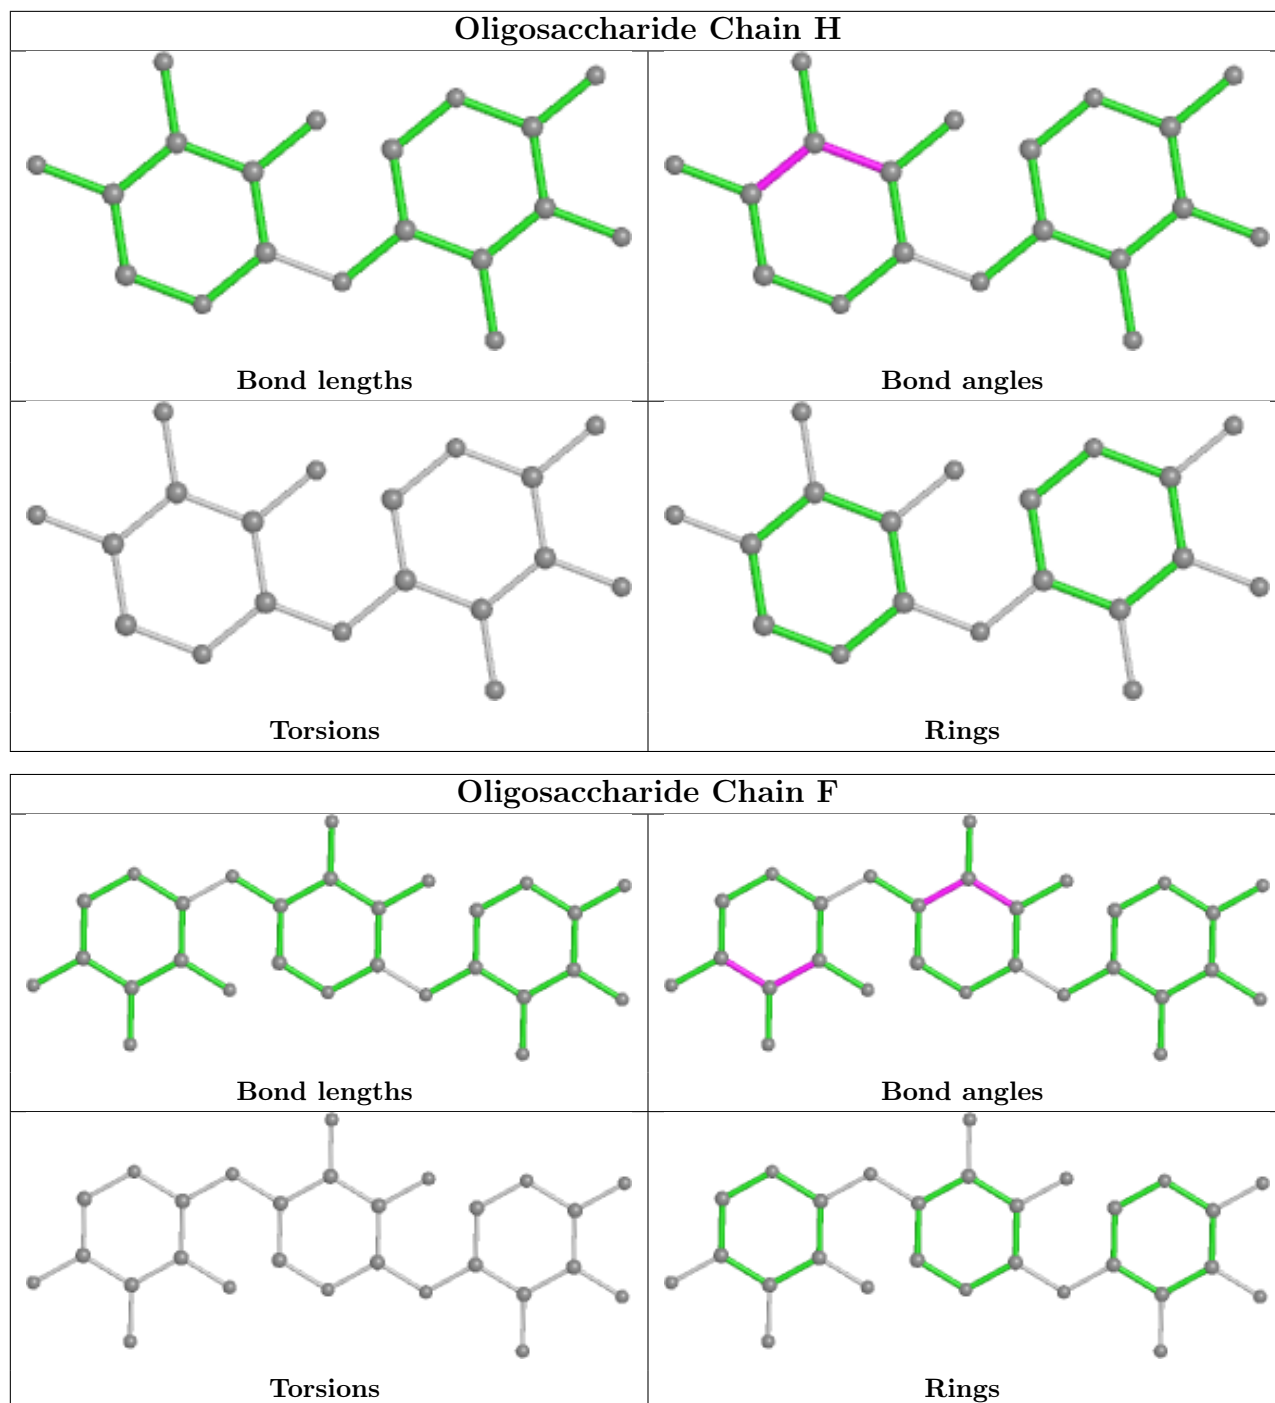 Oligosaccharide Chain H
Bond lengths
Bond angles
Torsions
Rings
Oligosaccharide Chain F
Bond lengths
Bond angles
Torsions
Rings